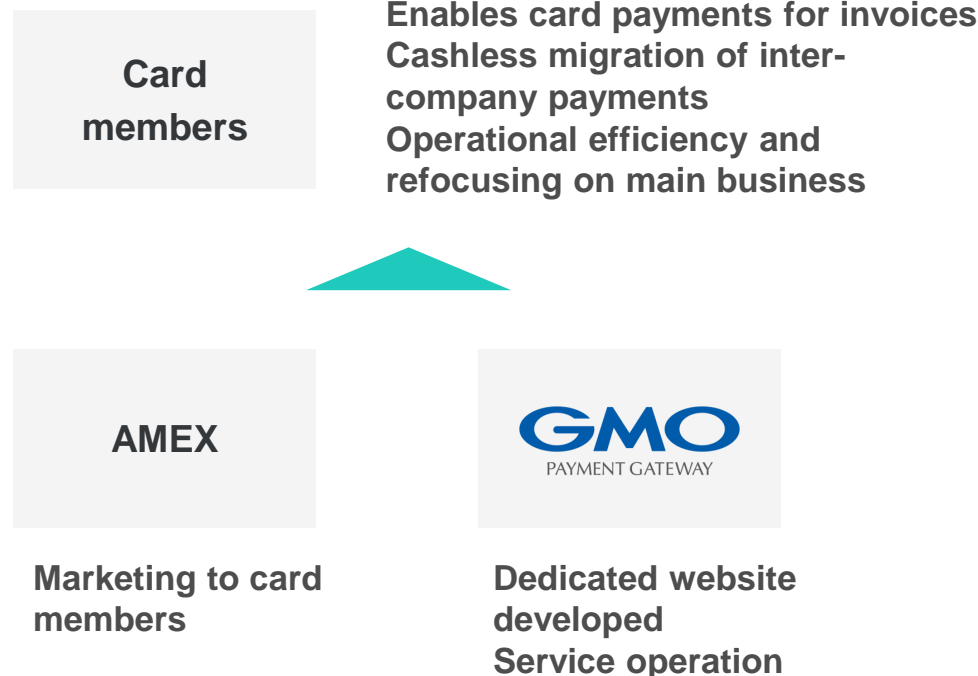 Card
members
Enables card payments for invoices
Cashless migration of inter-
company payments
Operational efficiency and
refocusing on main business
AMEX
GMO
PAYMENT GATEWAY
Marketing to card
members
Dedicated website
developed
Service operation